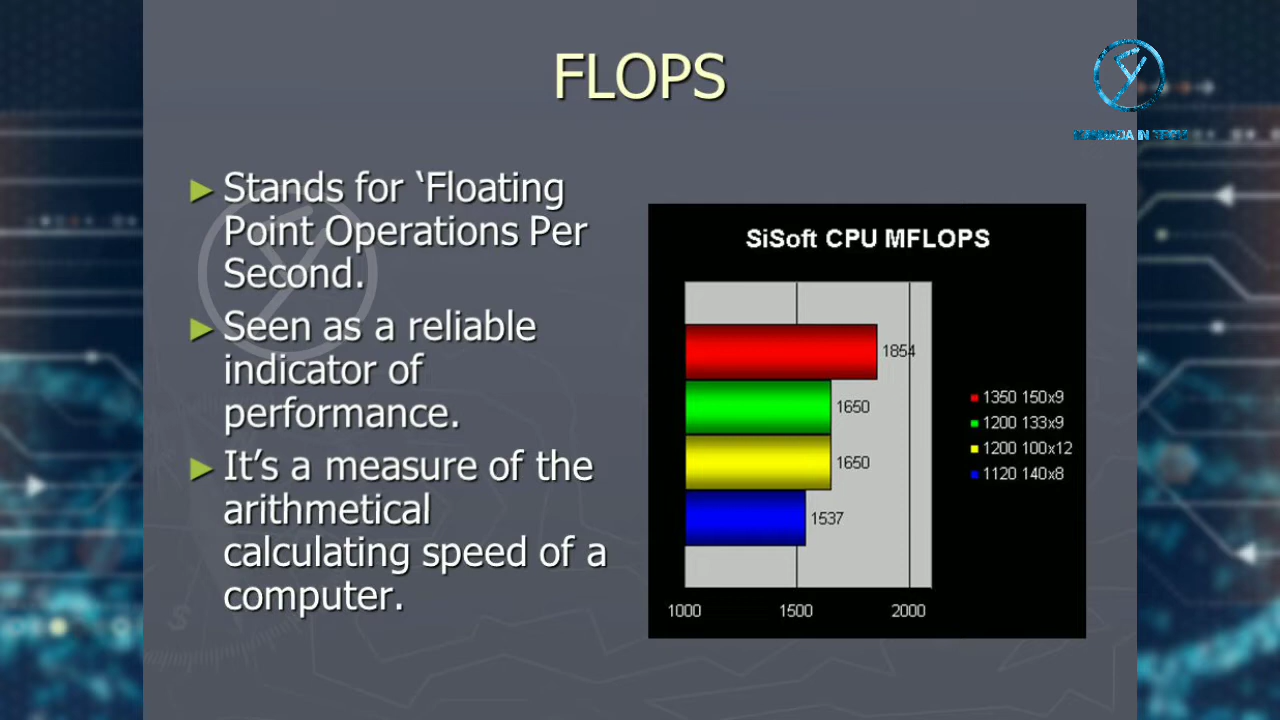 FLOPS
► Stands for ‘Floating
Point Operations Per
Second.
► Seen as a reliable
indicator of
performance.
► It’s a measure of the
arithmetical
calculating speed of a
computer.
SiSoft CPU MFLOPS
1854
1650
1650
1537
1000 1500 2000
1350 150x9
1200 133x9
1200 100x12
1120 140x8